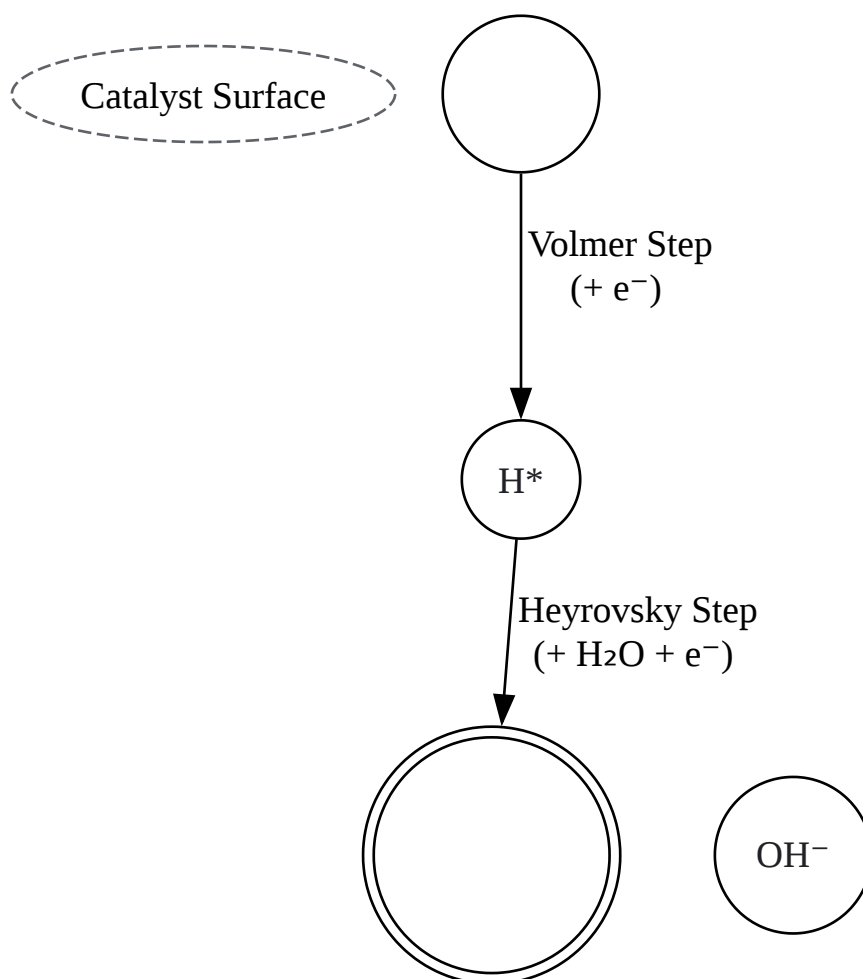 Catalyst Surface
Volmer Step
(+ e⁻)
H*
Heyrovsky Step
(+ H₂O + e⁻)
OH⁻